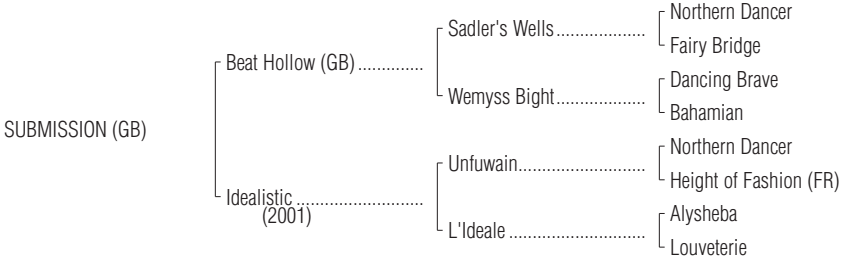 Northern Dancer
Sadler's Wells....................
Fairy Bridge
Beat Hollow (GB) ..............
Dancing Brave
Wemyss Bight...................
Bahamian
SUBMISSION (GB)
Northern Dancer
Unfuwain...........................
Height of Fashion (FR)
Idealistic ...........................
(2001)
Alysheba
L'Ideale .............................
Louveterie